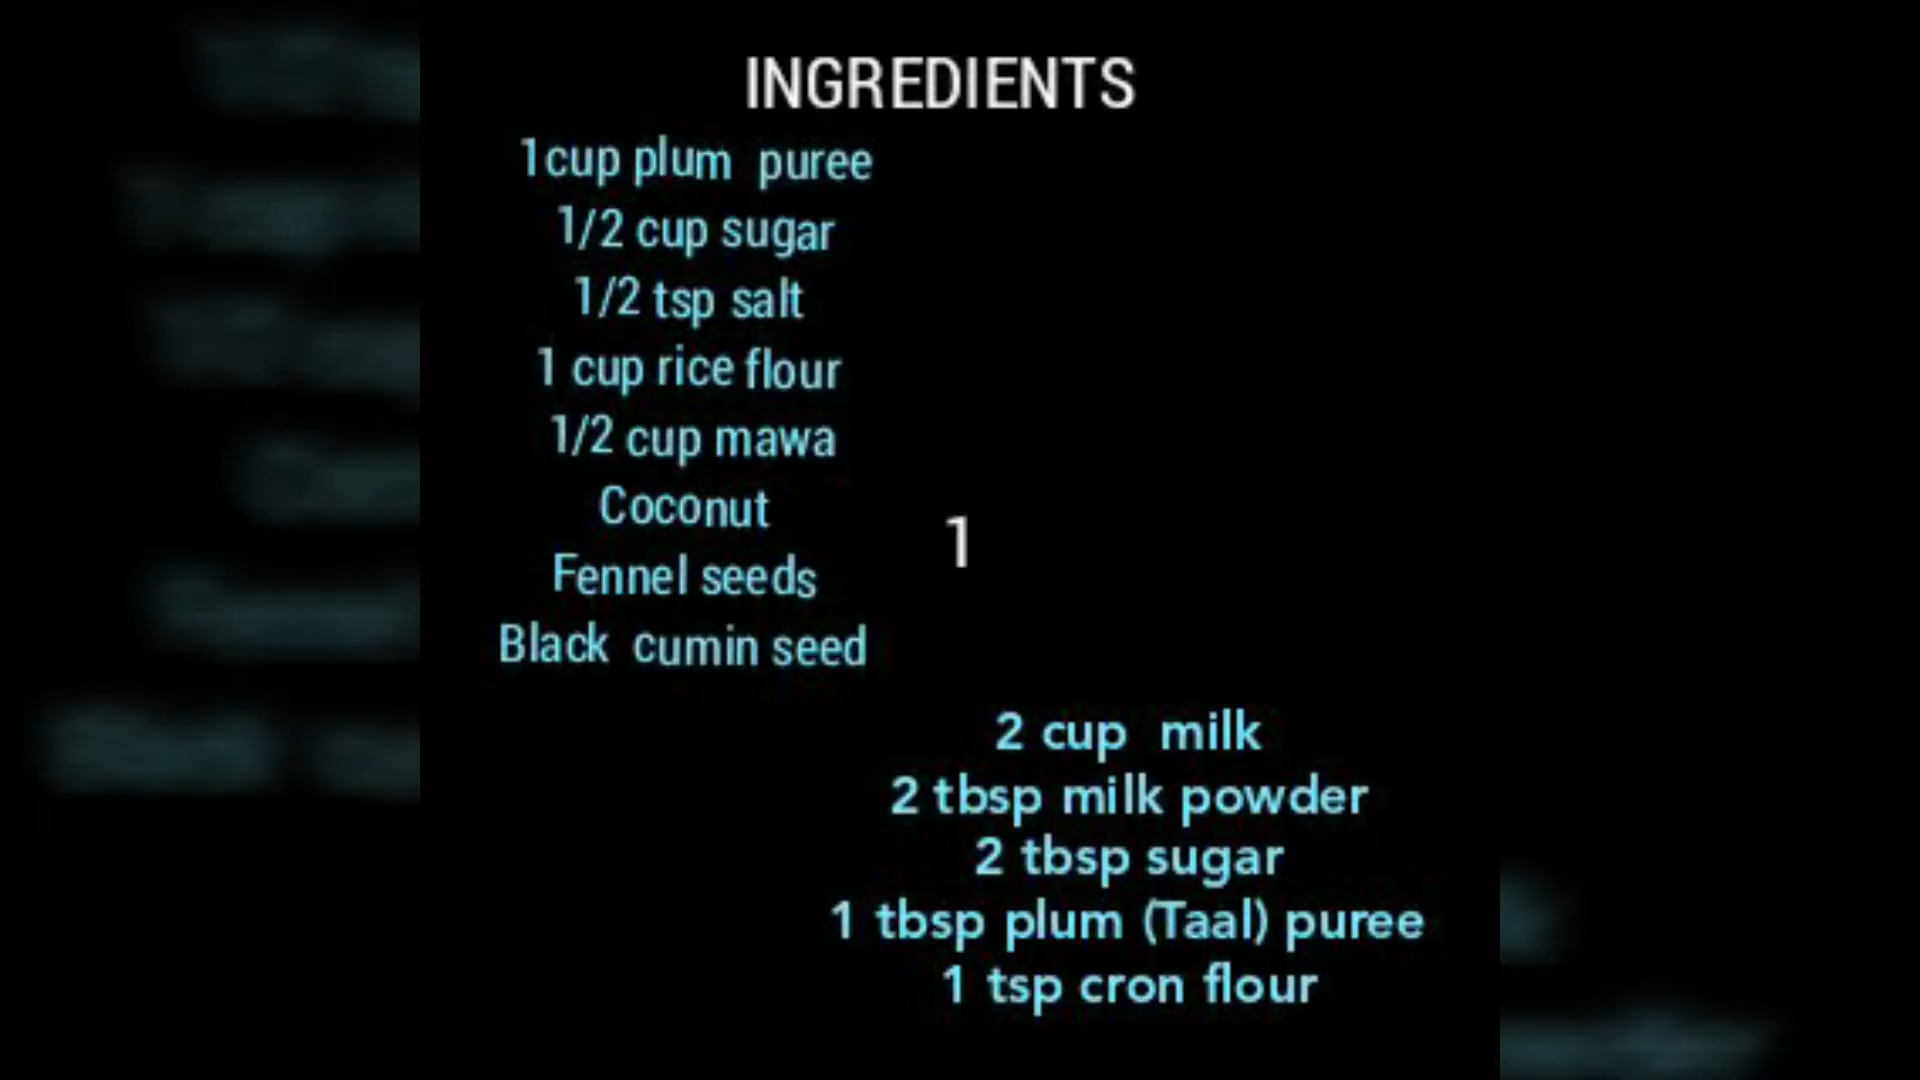 INGREDIENTS
1cup plum puree
1/2 cup sugar
1/2 tsp salt
1 cup rice flour
1/2 cup mawa
Coconut
Fennel seeds
Black cumin seed
1
2 cup milk
2 tbsp milk powder
2 tbsp sugar
1 tbsp plum (Taal) puree
1 tsp cron flour